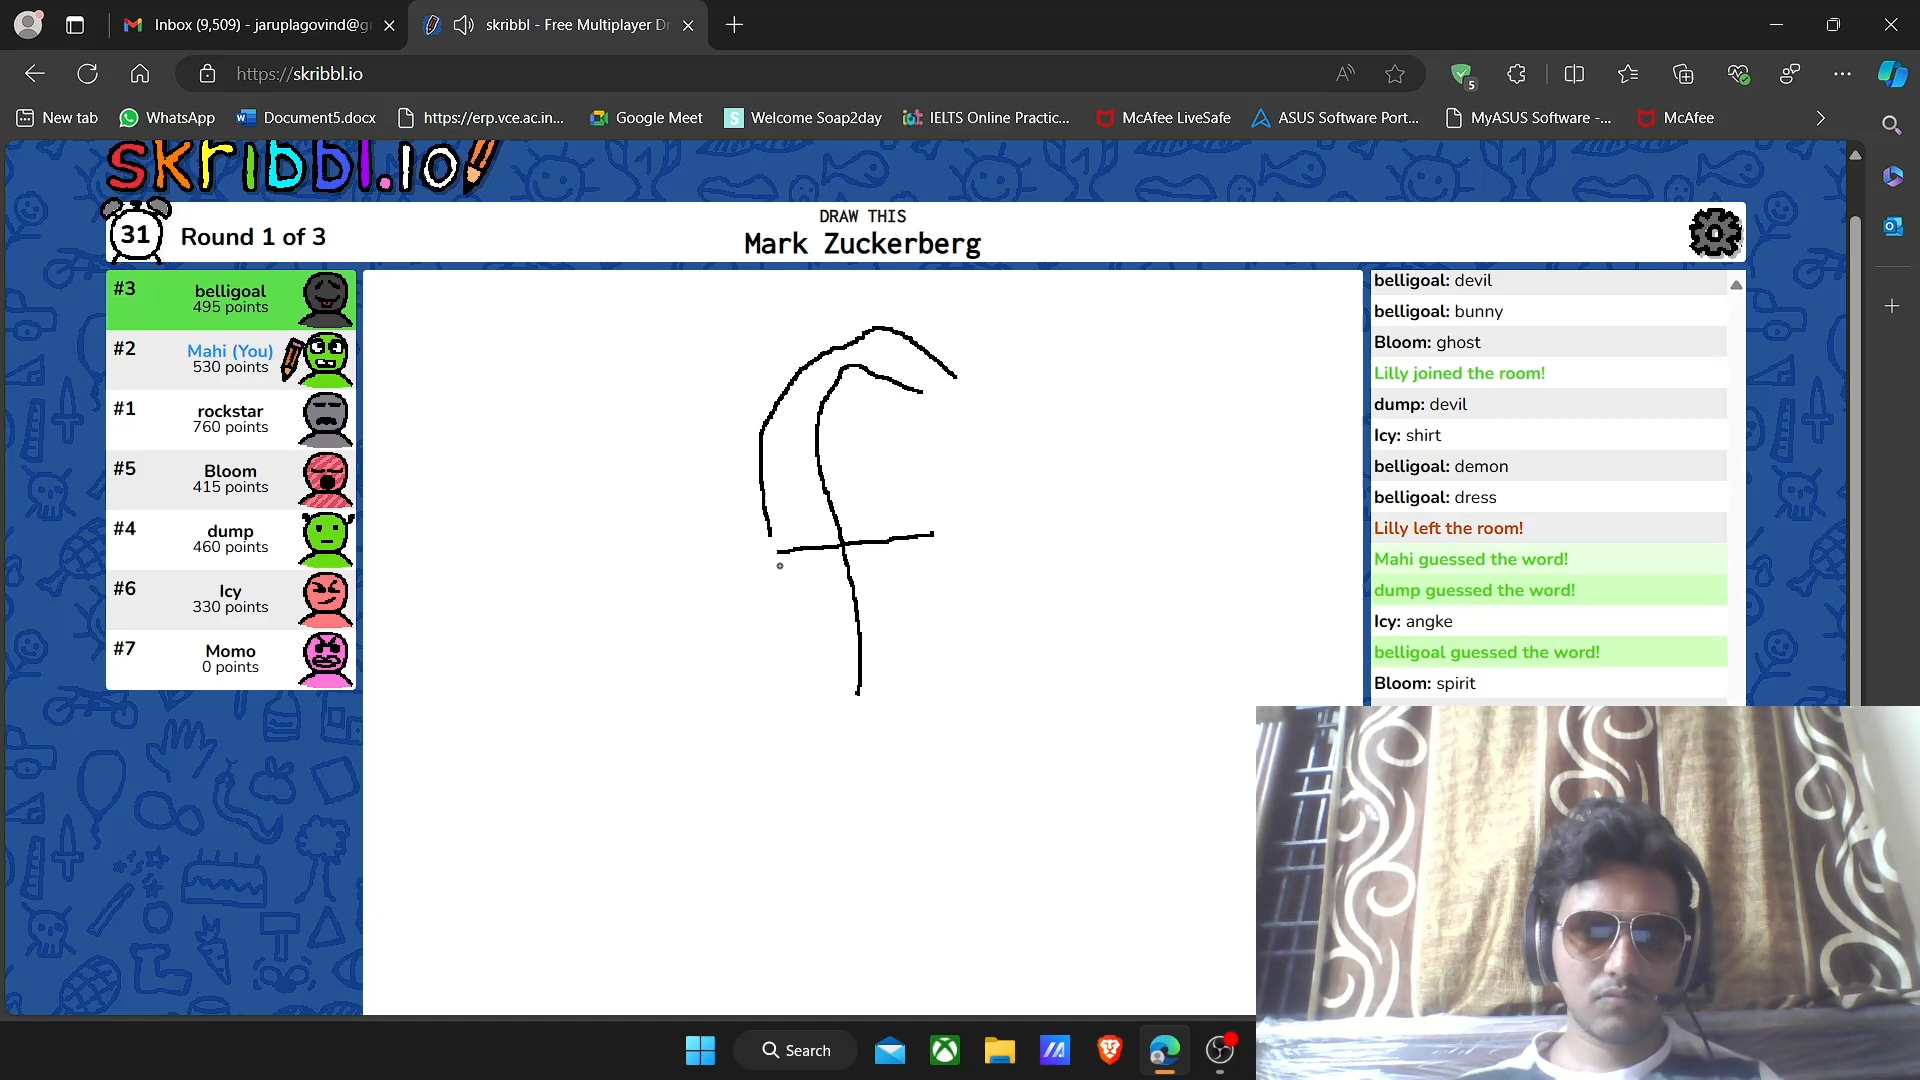 Inbox (9,509) - jaruplagovind@gr
skribbl - Free Multiplayer Dr
https://skribbl.io
5
New tab
WhatsApp
Document5.docx
https://erp.vce.ac.in...
Google Meet
Welcome Soap2day
IELTS Online Practic...
McAfee LiveSafe
ASUS Software Port...
MyASUS Software -...
McAfee
skribbl.io
31
Round 1 of 3
DRAW THIS
Mark Zuckerberg
#3 belligoal
495 points
#2 Mahi (You)
530 points
#1 rockstar
760 points
#5 Bloom
415 points
#4 dump
460 points
#6 Icy
330 points
#7 Momo
0 points
belligoal: devil
belligoal: bunny
Bloom: ghost
Lilly joined the room!
dump: devil
Icy: shirt
belligoal: demon
belligoal: dress
Lilly left the room!
Mahi guessed the word!
dump guessed the word!
Icy: angke
belligoal guessed the word!
Bloom: spirit
Search